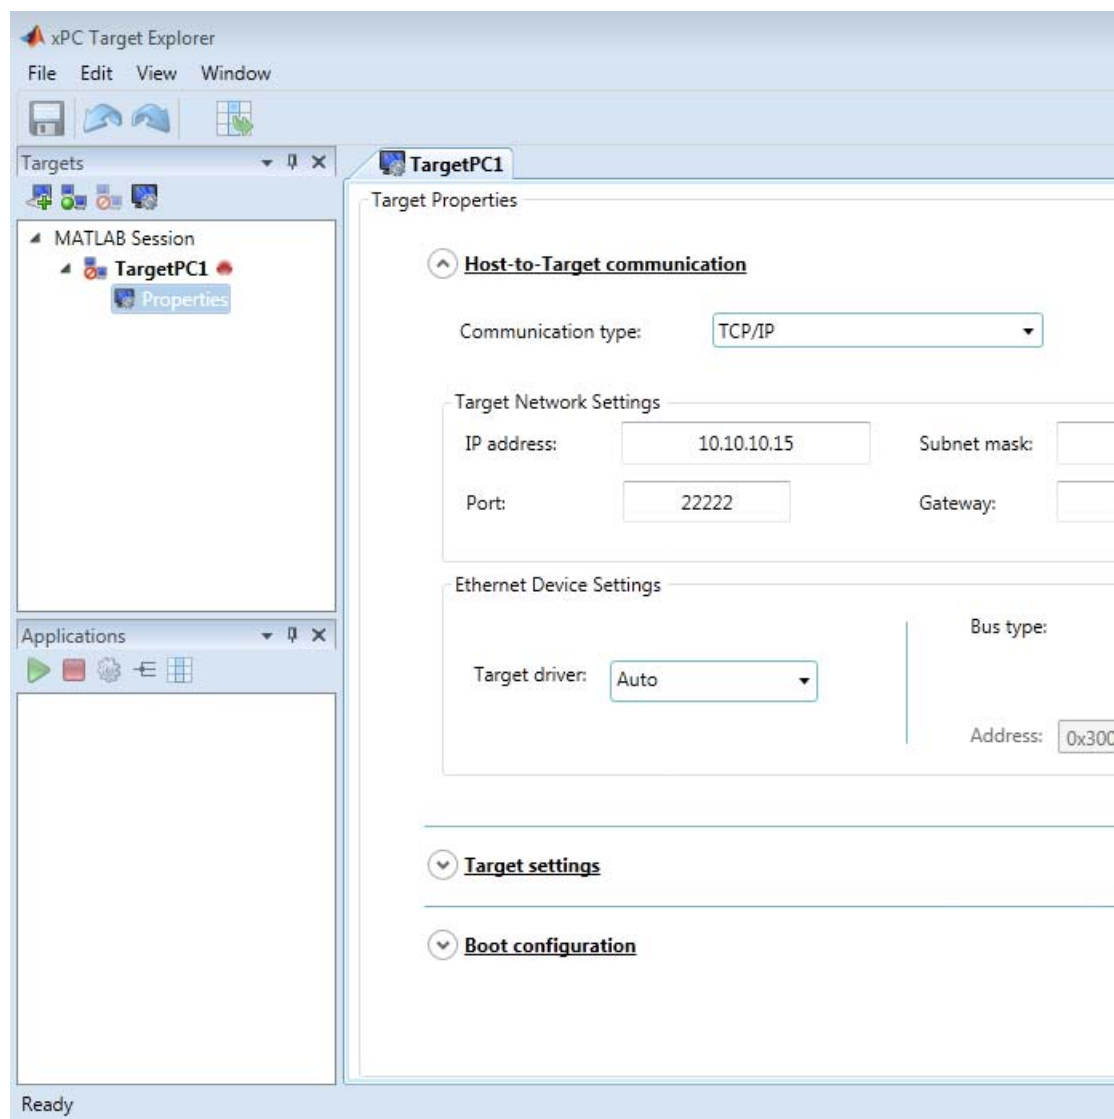 xPC Target Explorer
File Edit View Window
Targets
MATLAB Session
TargetPC1
Properties
Applications
TargetPC1
Target Properties
Host-to-Target communication
Communication type: TCP/IP
Target Network Settings
IP address: 10.10.10.15 Subnet mask:
Port: 22222 Gateway:
Ethernet Device Settings
Bus type:
Target driver: Auto
Address: 0x300
Target settings
Boot configuration
Ready